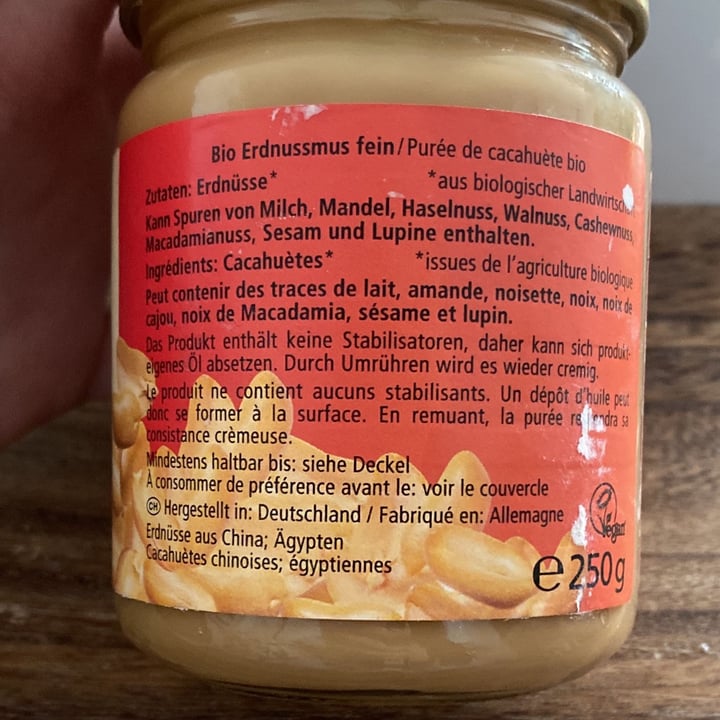 Bio Erdnussmus fein / Purée de cacahuète bio
Zutaten: Erdnüsse* *aus biologischer
Kann Spuren von Milch, Mandel, Haselnuss, Walnuss, Cashewnuss,
Macadamianuss, Sesam und Lupine enthalten.
Ingrédients: Cacahuètes* *issues de l'agriculture biologique
Peut contenir des traces de lait, amande, noisette, noix, noix de
cajou, noix de Macadamia, sésame et lupin.
Das Produkt enthält keine Stabilisatoren, daher kann sich produkt-
eigenes Öl absetzen. Durch Umrühren wird es wieder cremig.
Le produit ne contient aucuns stabilisants. Un dépôt d'huile peut
donc se former à la surface. En remuant, la purée sa
consistance crèmeuse.
Mindestens haltbar bis: siehe Deckel
À consommer de préférence avant le: voir le couvercle
CH Hergestellt in: Deutschland / Fabriqué en: Allemagne
Erdnüsse aus China; Ägypten
Cacahuètes chinoises; égyptiennes
Vegan
e 250 g